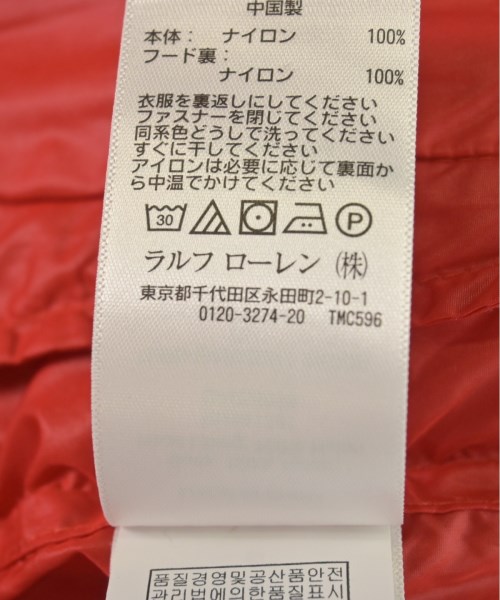 中国製
本体: ナイロン 100%
フード裏:
ナイロン 100%
衣服を裏返しにしてください
ファスナーを閉じてください
同系色どうしで洗ってください
すぐに干してください
アイロンは必要に応じて裏面か
ら中温でかけてください
30 P
ラルフ ローレン (株)
東京都千代田区永田町2-10-1
0120-3274-20 TMC596
품질경영및공산품안전
관리법에의한품질표시